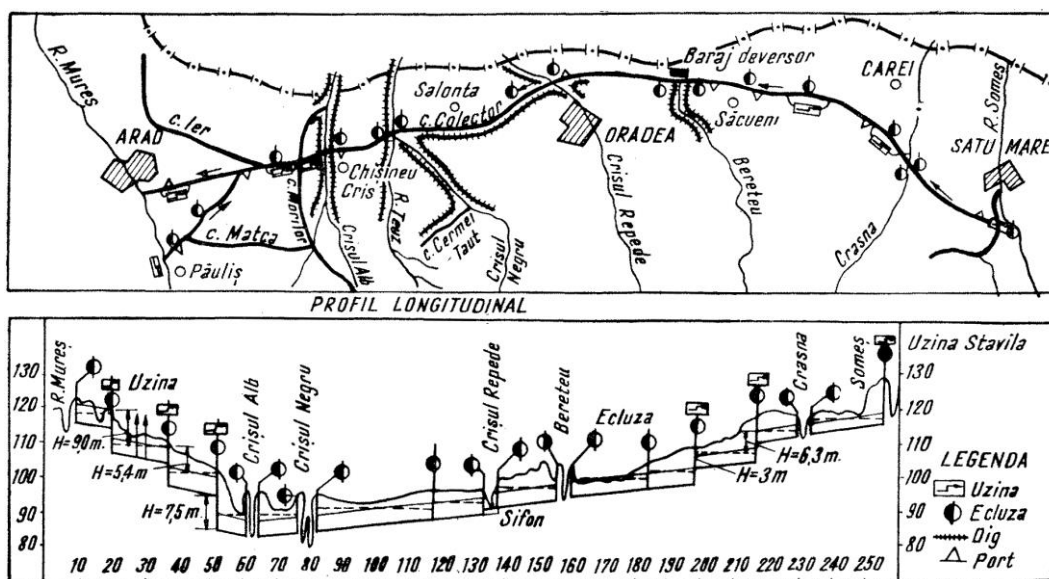 R. Mureș
ARAD
c. Ier
c. Matca
Păuliș
c. Morilor
Chișineu
Criș
Crișul Alb
R. Teuz
Salonta
c. Colector
c. Cermei
Taut
Crișul
Negru
ORADEA
Crișul Repede
Baraj deversor
Săcueni
Bereteu
CAREI
Crasna
R. Someș
SATU MARE
PROFIL LONGITUDINAL
130
120
110
100
90
80
R. Mureș
Uzina
H=9,0m.
H=5,4m
H=7,5m
Crișul Alb
Crișul Negru
Crișul Repede
Sifon
Bereteu
Ecluza
H=3m
H=6,3m
Crasna
Someș
Uzina Stavila
130
120
110
100
90
80
LEGENDA
Uzina
Ecluza
Dig
Port
10 20 30 40 50 60 70 80 90 100 110 120 130 140 150 160 170 180 190 200 210 220 230 240 250